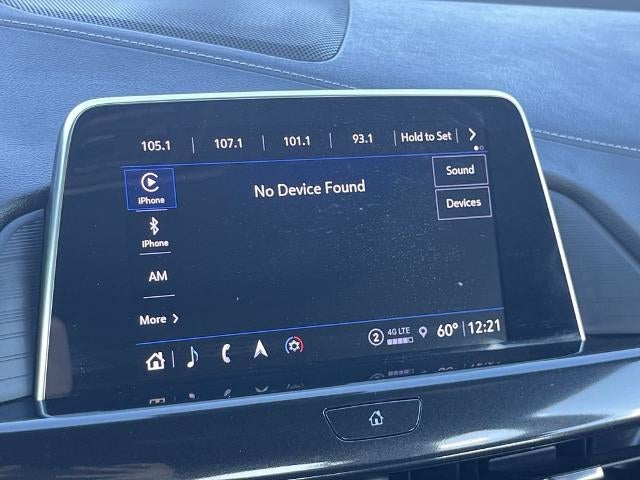 105.1 107.1 101.1 93.1 Hold to Set
iPhone
No Device Found
Sound
iPhone
Devices
AM
More
2 4G LTE 60° 12:21